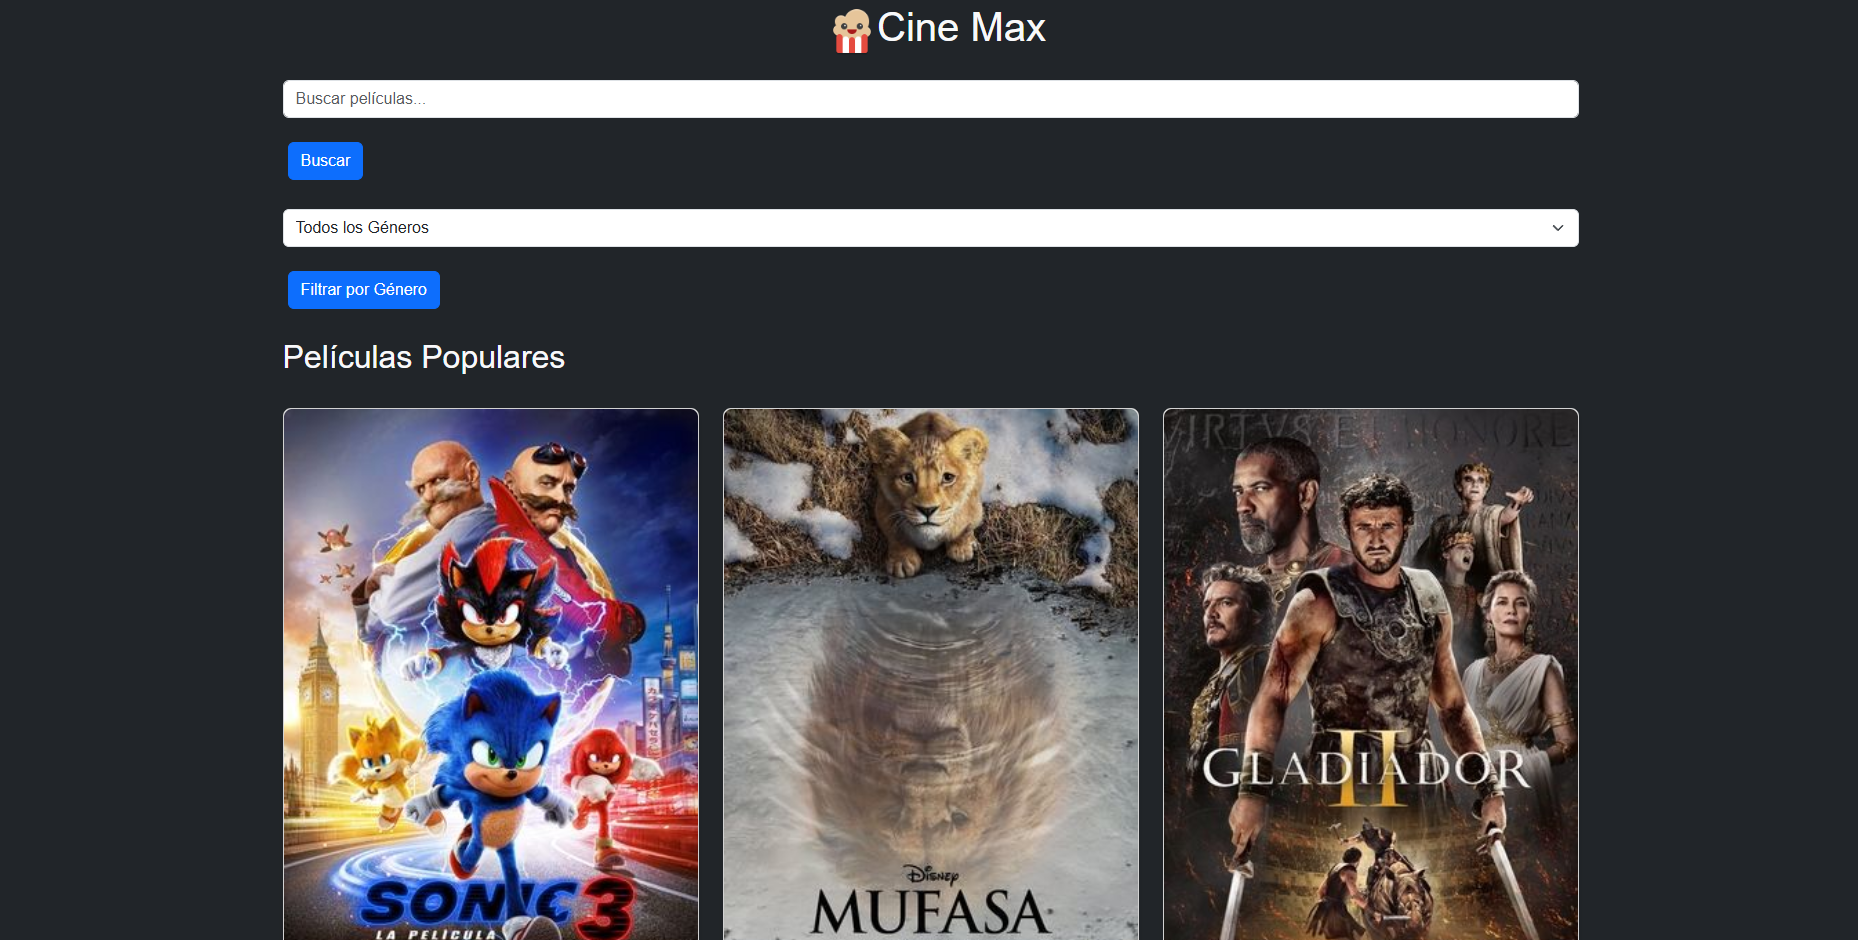 Cine Max
Buscar películas...
Buscar
Todos los Géneros
Filtrar por Género
Películas Populares
SONIC 3
LA PELÍCULA
DISNEY
MUFASA
VIRTVS ET HONORE
GLADIADOR
II